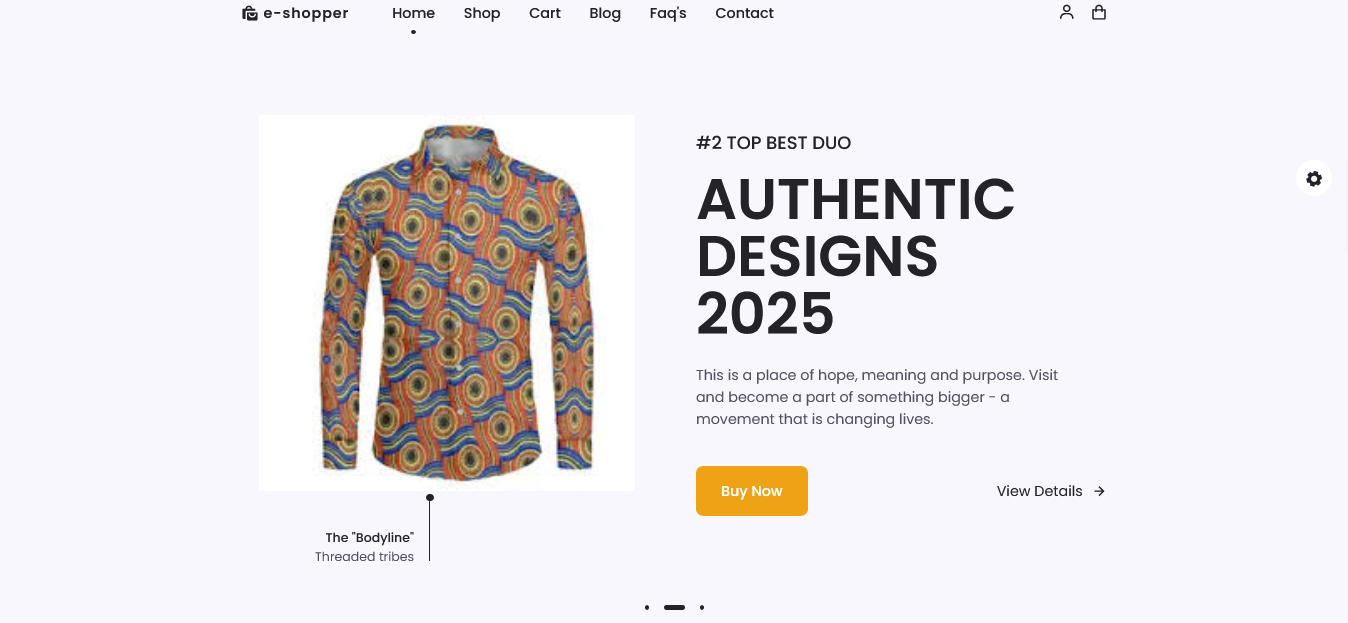 e-shopper
Home Shop Cart Blog Faq's Contact
#2 TOP BEST DUO
AUTHENTIC
DESIGNS
2025
This is a place of hope, meaning and purpose. Visit
and become a part of something bigger - a
movement that is changing lives.
Buy Now
View Details
The "Bodyline"
Threaded tribes